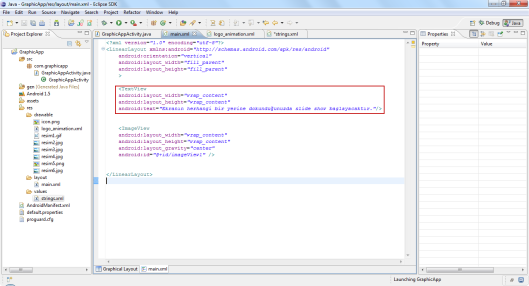 Java - GraphicApp/res/layout/main.xml - Eclipse SDK
File Edit Run Source Navigate Search Project Refactor Window Help
Debug Java
Project Explorer
GraphicApp
src
com.graphicapp
GraphicAppActivity.java
GraphicAppActivity
gen [Generated Java Files]
Android 1.5
assets
res
drawable
icon.png
logo_animation.xml
resim1.gif
resim2.jpg
resim3.jpg
resim4.jpg
resim5.png
resim6.jpg
layout
main.xml
values
strings.xml
AndroidManifest.xml
default.properties
proguard.cfg
GraphicAppActivity.java main.xml logo_animation.xml strings.xml
<?xml version="1.0" encoding="utf-8"?>
<LinearLayout xmlns:android="http://schemas.android.com/apk/res/android"
android:orientation="vertical"
android:layout_width="fill_parent"
android:layout_height="fill_parent"
>
<TextView
android:layout_width="wrap_content"
android:layout_height="wrap_content"
android:text="Ekranin herhangi bir yerine dokunduğunuzda slide show başlayacaktır."/>
<ImageView
android:layout_width="wrap_content"
android:layout_height="wrap_content"
android:layout_gravity="center"
android:id="@+id/imageView1" />
</LinearLayout>
Graphical Layout main.xml
Properties
Property Value
Launching GraphicApp